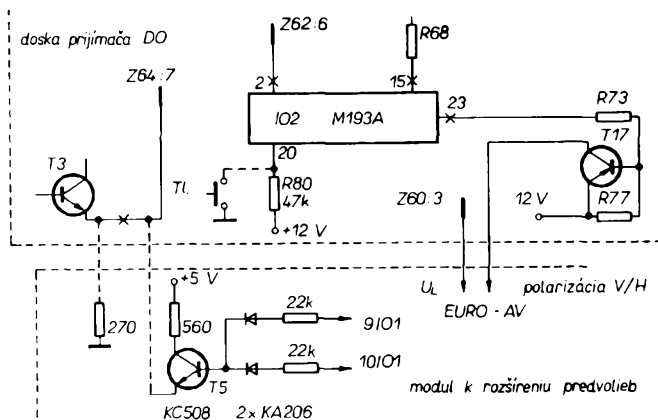 doska prijímača DO
Z64:7
Z62:6
R68
2
15
IO2 M193A
23
20
R73
T17
T3
Tl.
R80
47k
+12 V
Z60:3
12 V
R77
UL
polarizácia V/H
EURO - AV
+5 V
270
560
22k
9IO1
22k
10IO1
T5
KC508
2 x KA206
modul k rozšíreniu predvolieb